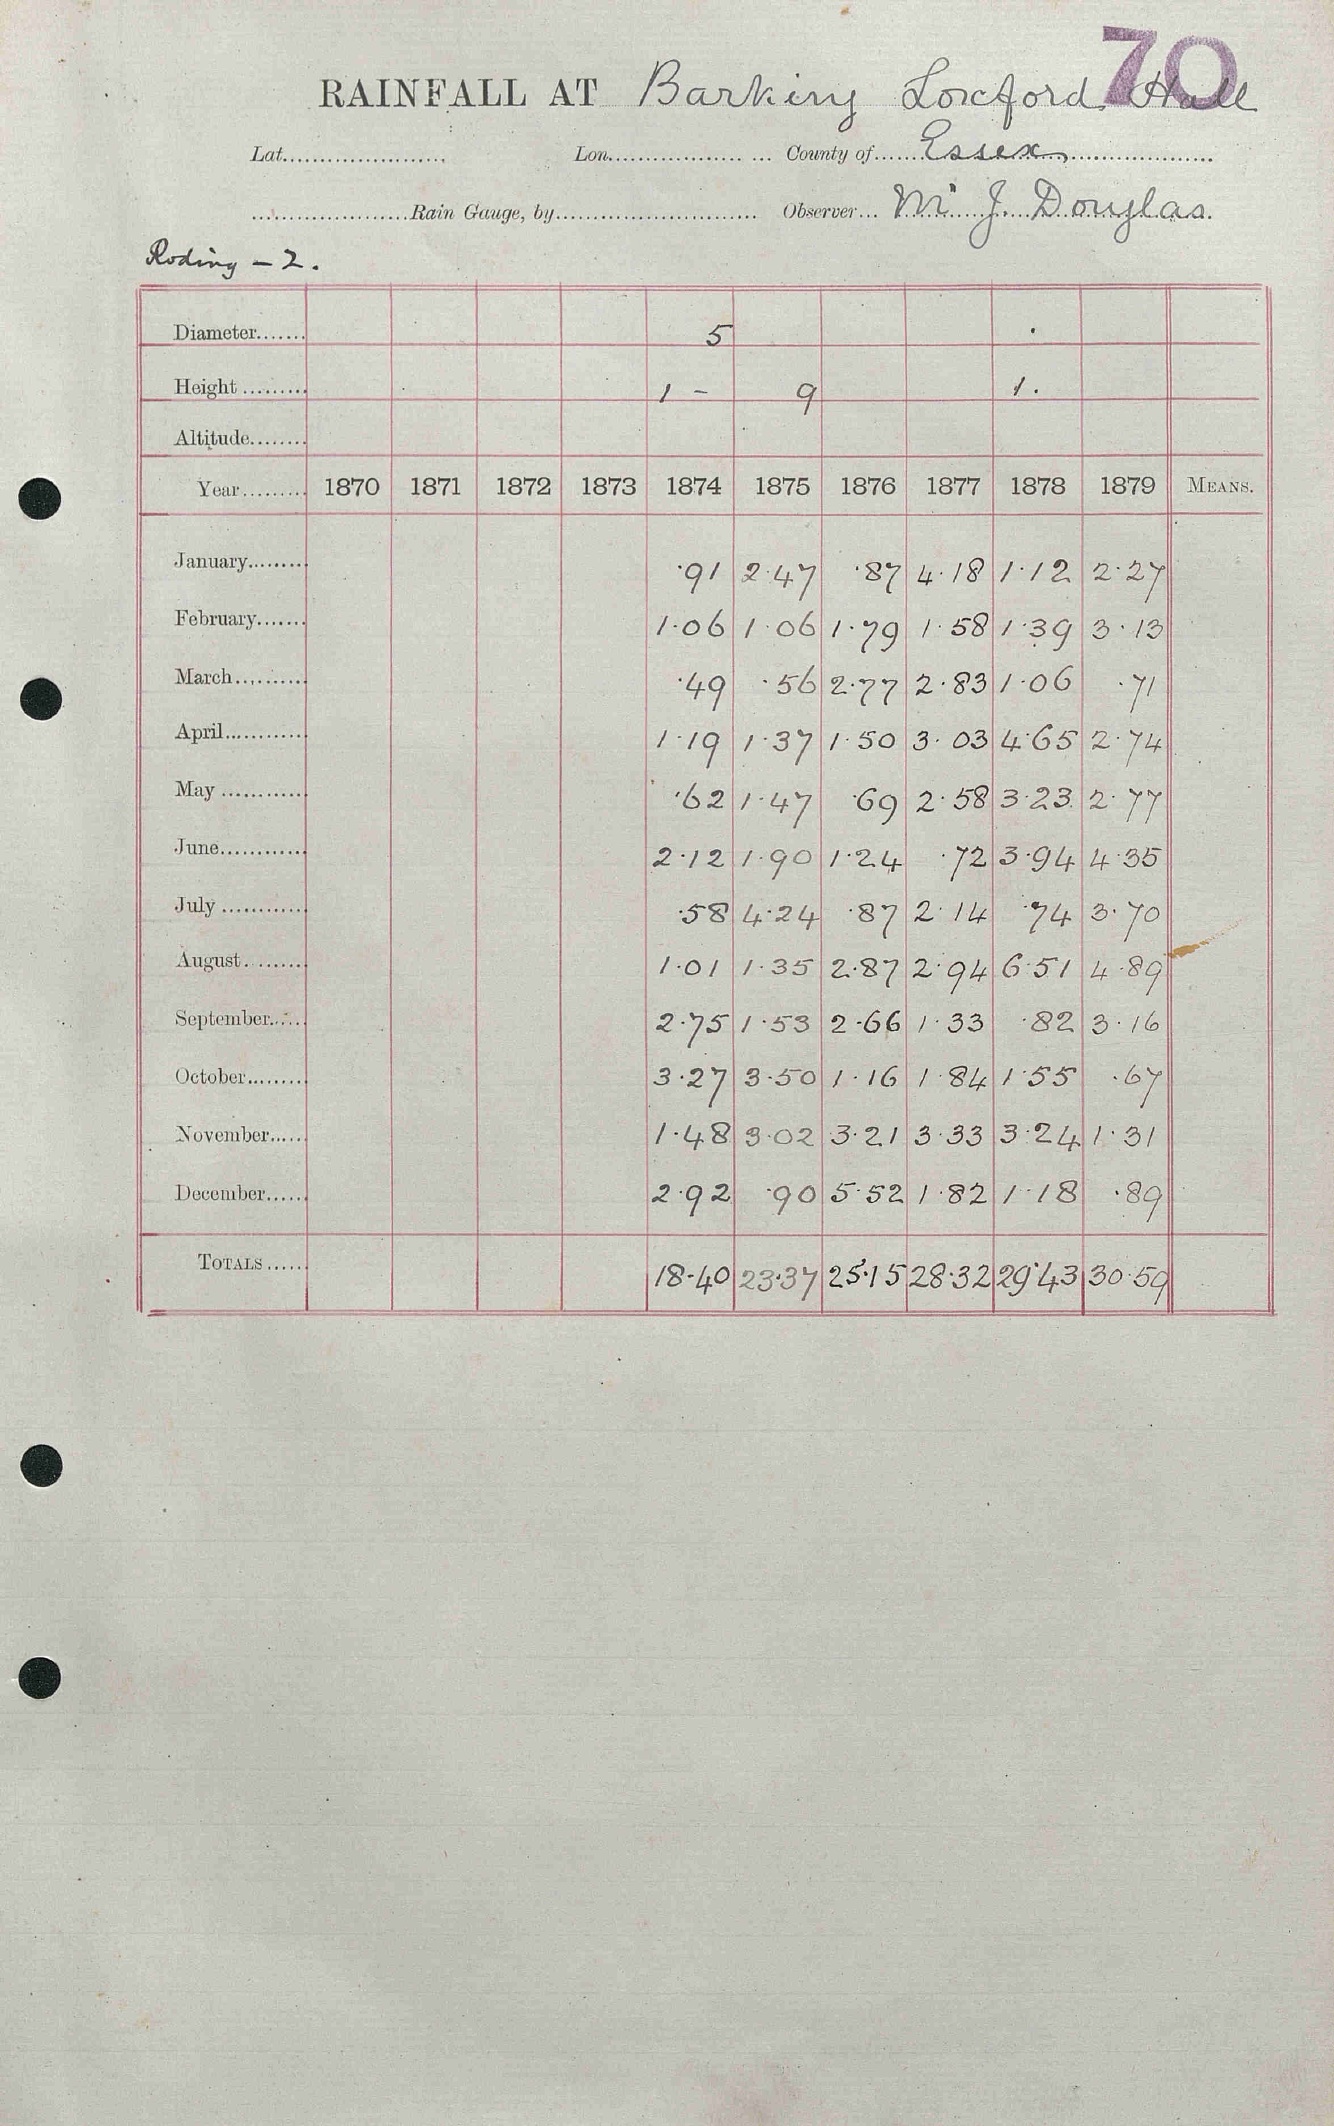 70
RAINFALL AT Barking Loxford Hall
Lat...................... Lon.................. ... County of.......Essex........................
.....................Rain Gauge, by........................... Observer... Mr J. Douglas.
Roding – 2.
Diameter....... 5
Height ......... 1 – 9 1.
Altitude........
Year......... 1870 1871 1872 1873 1874 1875 1876 1877 1878 1879 MEANS.
January......... ·91 2·47 ·87 4·18 1·12 2·27
February....... 1·06 1·06 1·79 1·58 1·39 3·13
March........... ·49 ·56 2·77 2·83 1·06 ·71
April............ 1·19 1·37 1·50 3·03 4·65 2·74
May ............ ·62 1·47 ·69 2·58 3·23 2·77
June............ 2·12 1·90 1·24 ·72 3·94 4·35
July ............ ·58 4·24 ·87 2·14 ·74 3·70
August......... 1·01 1·35 2·87 2·94 6·51 4·89
September...... 2·75 1·53 2·66 1·33 ·82 3·16
October......... 3·27 3·50 1·16 1·84 1·55 ·67
November..... 1·48 3·02 3·21 3·33 3·24 1·31
December...... 2·92 ·90 5·52 1·82 1·18 ·89
TOTALS...... 18·40 23·37 25·15 28·32 29·43 30·59